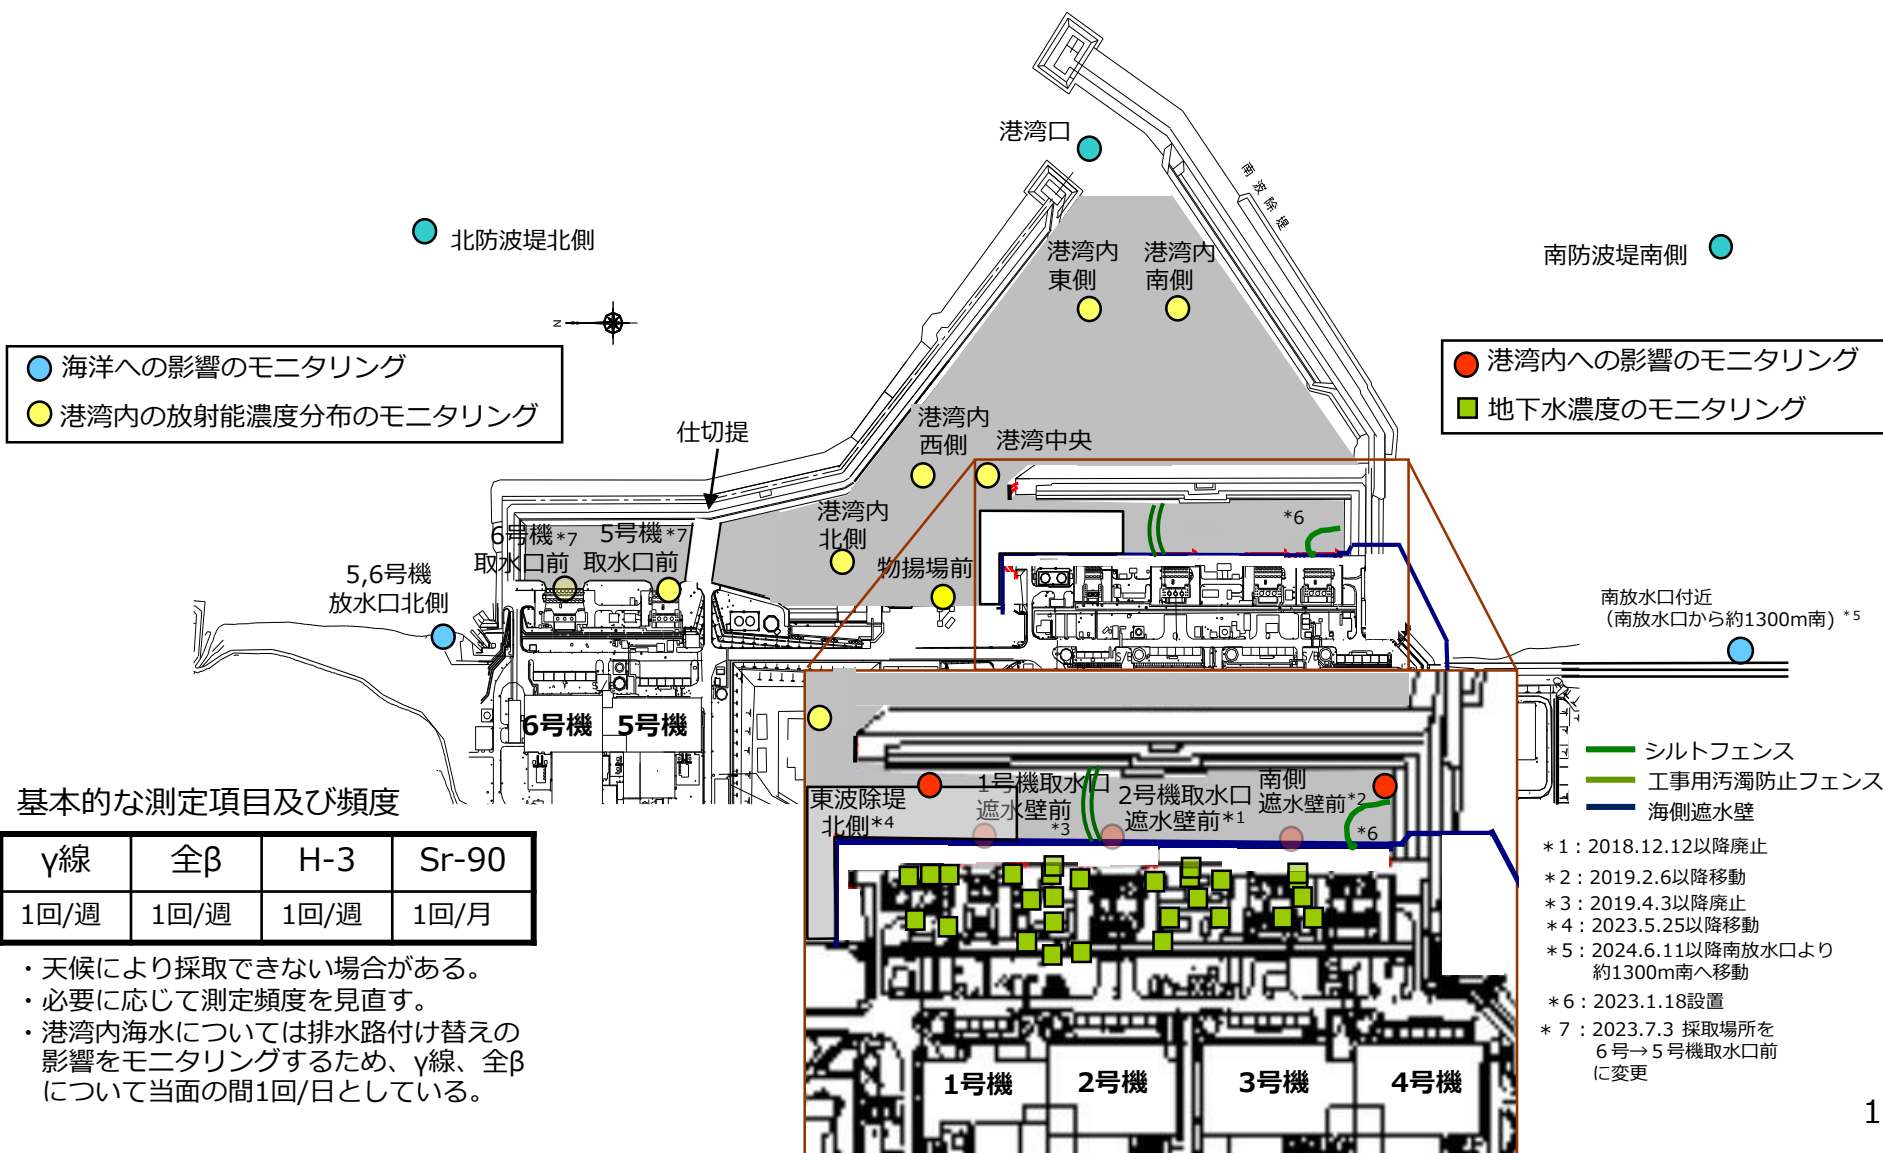 港湾口
南波除堤
北防波堤北側
港湾内
東側
港湾内
南側
南防波堤南側
N
海洋への影響のモニタリング
港湾内の放射能濃度分布のモニタリング
港湾内への影響のモニタリング
地下水濃度のモニタリング
仕切提
港湾内
西側
港湾中央
6号機*7
取水口前
5号機*7
取水口前
港湾内
北側
物揚場前
*6
5,6号機
放水口北側
南放水口付近
(南放水口から約1300m南) *5
6号機
5号機
東波除堤
北側*4
1号機取水口
遮水壁前
*3
2号機取水口
遮水壁前*1
南側
遮水壁前*2
*6
シルトフェンス
工事用汚濁防止フェンス
海側遮水壁
基本的な測定項目及び頻度
γ線 全β H-3 Sr-90
1回/週 1回/週 1回/週 1回/月
・天候により採取できない場合がある。
・必要に応じて測定頻度を見直す。
・港湾内海水については排水路付け替えの
影響をモニタリングするため、γ線、全β
について当面の間1回/日としている。
*1:2018.12.12以降廃止
*2:2019.2.6以降移動
*3:2019.4.3以降廃止
*4:2023.5.25以降移動
*5:2024.6.11以降南放水口より
約1300m南へ移動
*6:2023.1.18設置
*7:2023.7.3 採取場所を
6号→5号機取水口前
に変更
1号機
2号機
3号機
4号機
1